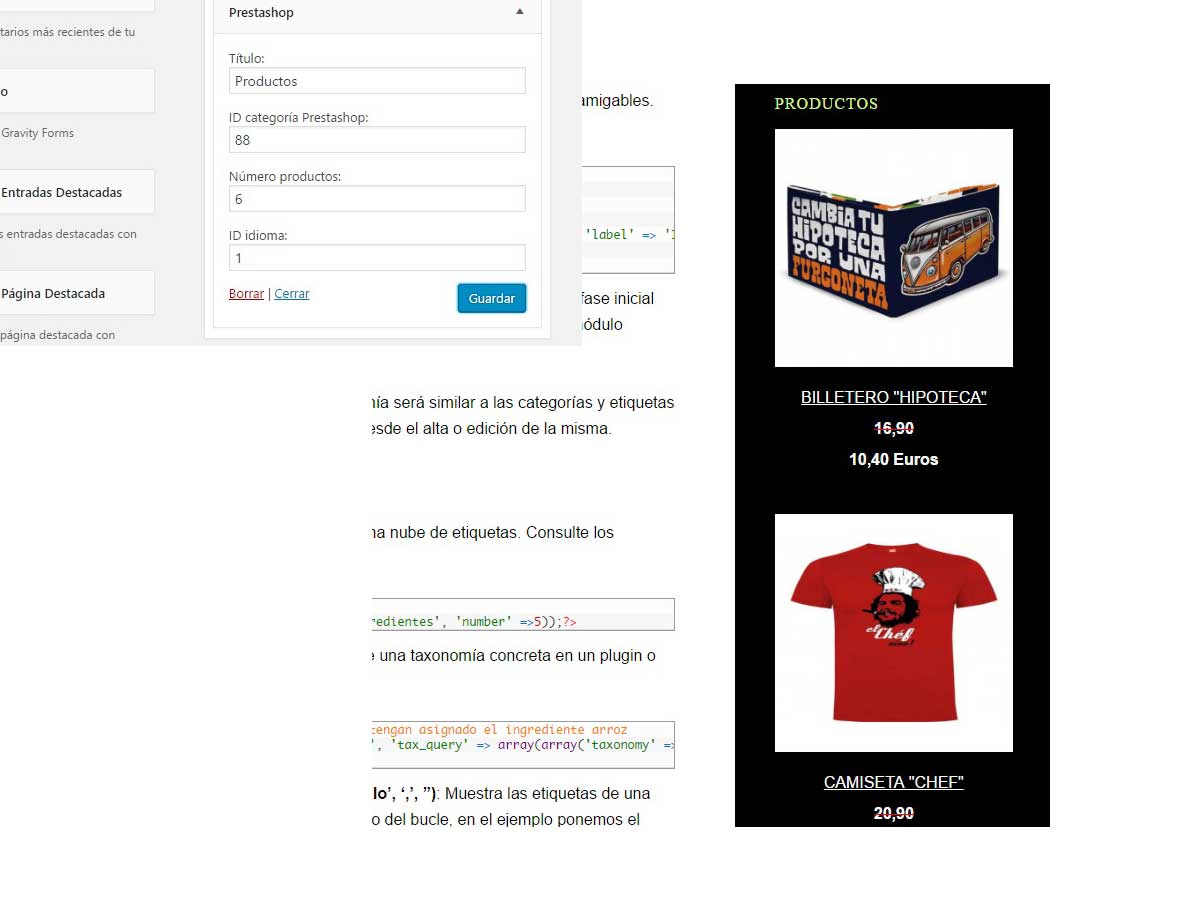 Prestashop
tarios más recientes de tu
Título:
Productos
o
ID categoría Prestashop:
88
Gravity Forms
Número productos:
6
Entradas Destacadas
s entradas destacadas con
ID idioma:
1
Página Destacada
Borrar | Cerrar
Guardar
página destacada con
amigables.
'label' =>
fase inicial
ódulo
ía será similar a las categorías y etiquetas
esde el alta o edición de la misma.
na nube de etiquetas. Consulte los
redientes', 'number' =>5));?>
e una taxonomía concreta en un plugin o
tengan asignado el ingrediente arroz
', 'tax_query' => array(array('taxonomy' =>
lo’, ‘,’, ”): Muestra las etiquetas de una
o del bucle, en el ejemplo ponemos el
PRODUCTOS
CAMBIA TU
HIPOTECA
POR UNA
FURGONETA
BILLETERO "HIPOTECA"
16,90
10,40 Euros
el Chef
CAMISETA "CHEF"
20,90